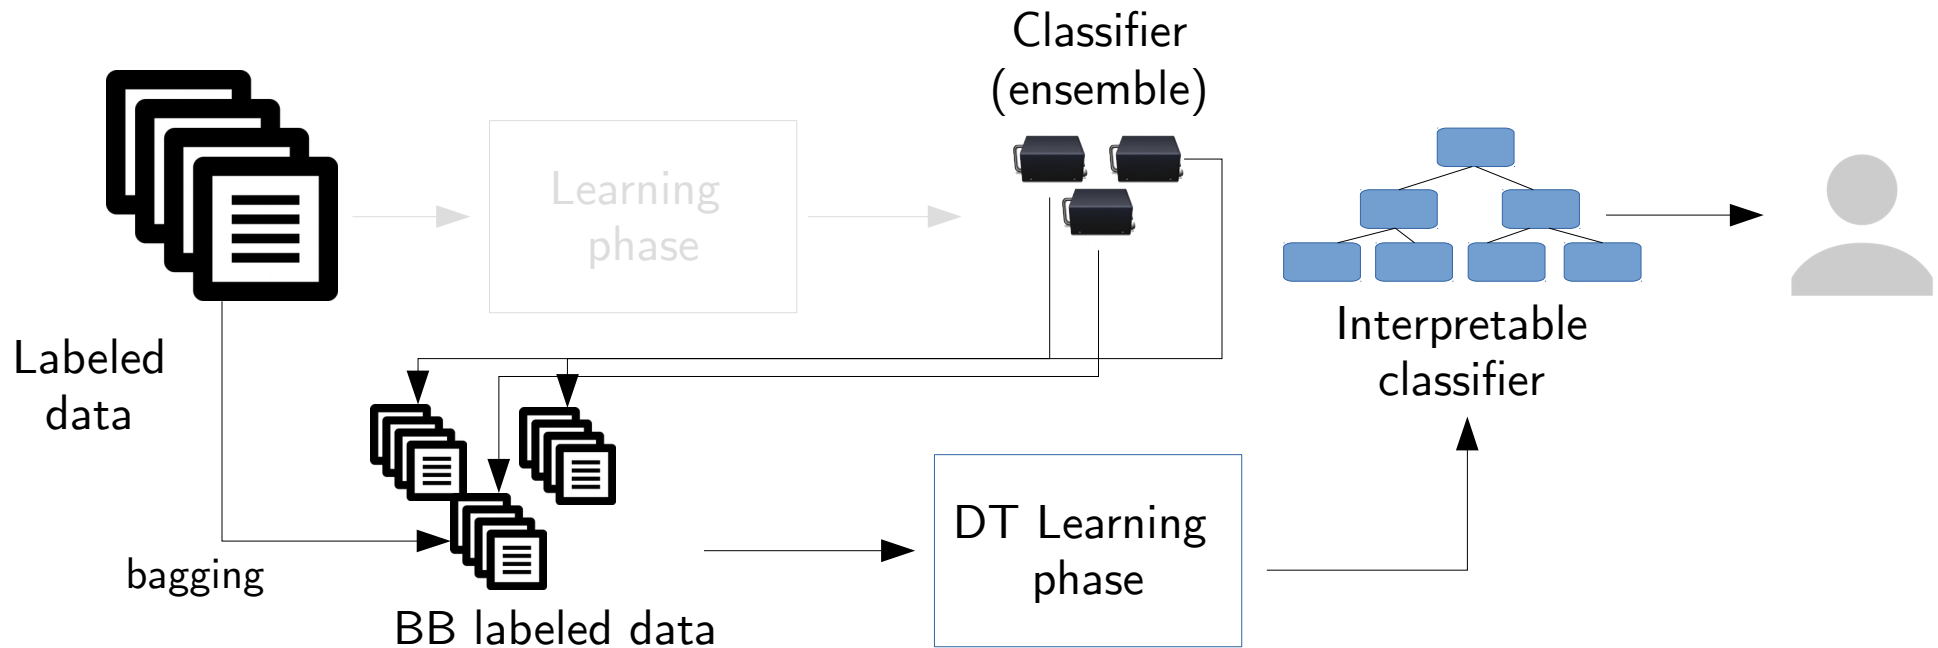 Classifier
(ensemble)
Learning
phase
Labeled
data
Interpretable
classifier
DT Learning
phase
bagging
BB labeled data